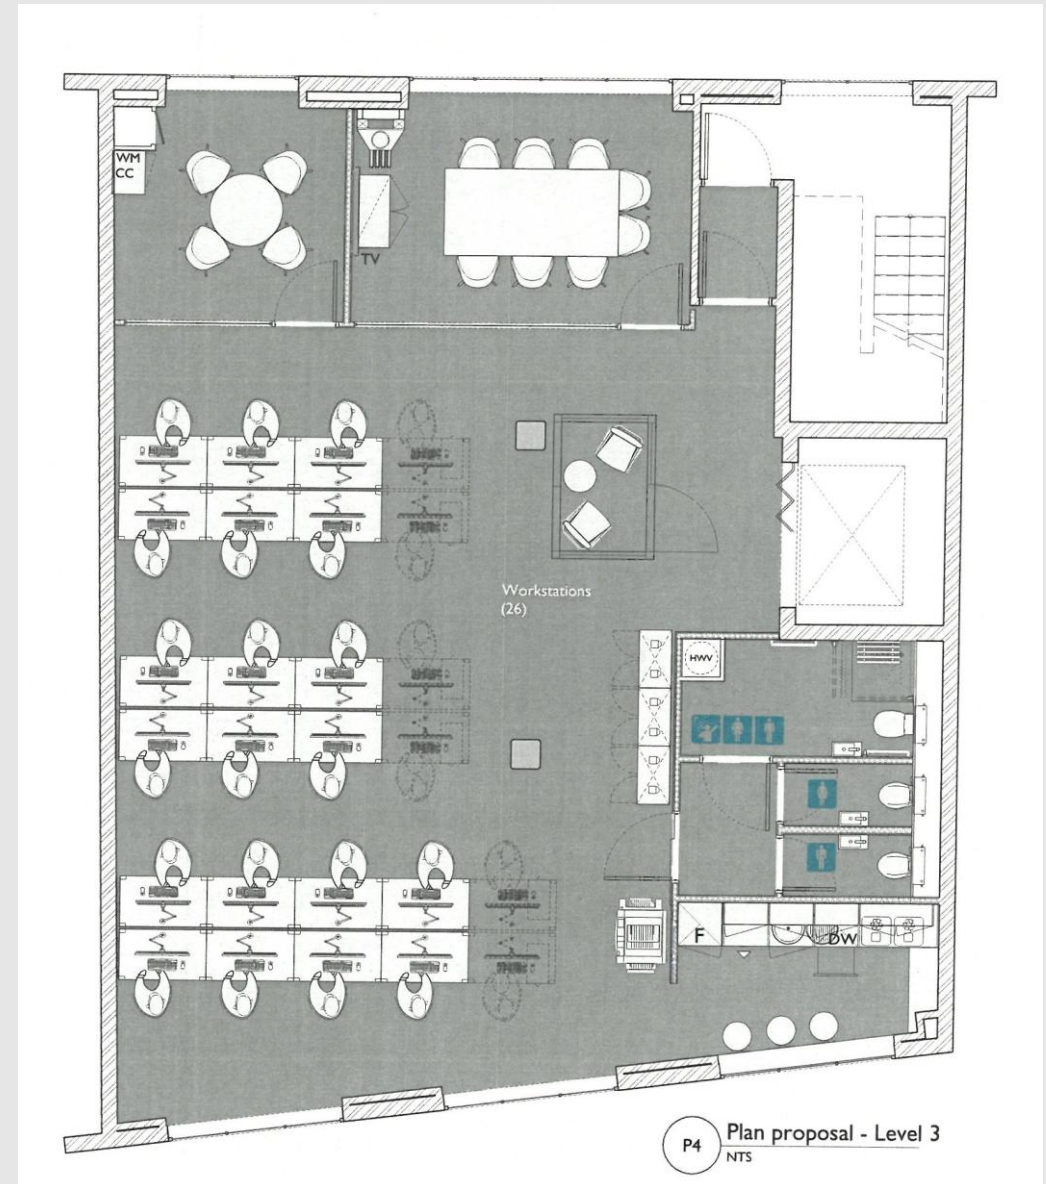 WM
CC
TV
Workstations
(26)
HWV
F
DW
P4
Plan proposal - Level 3
NTS